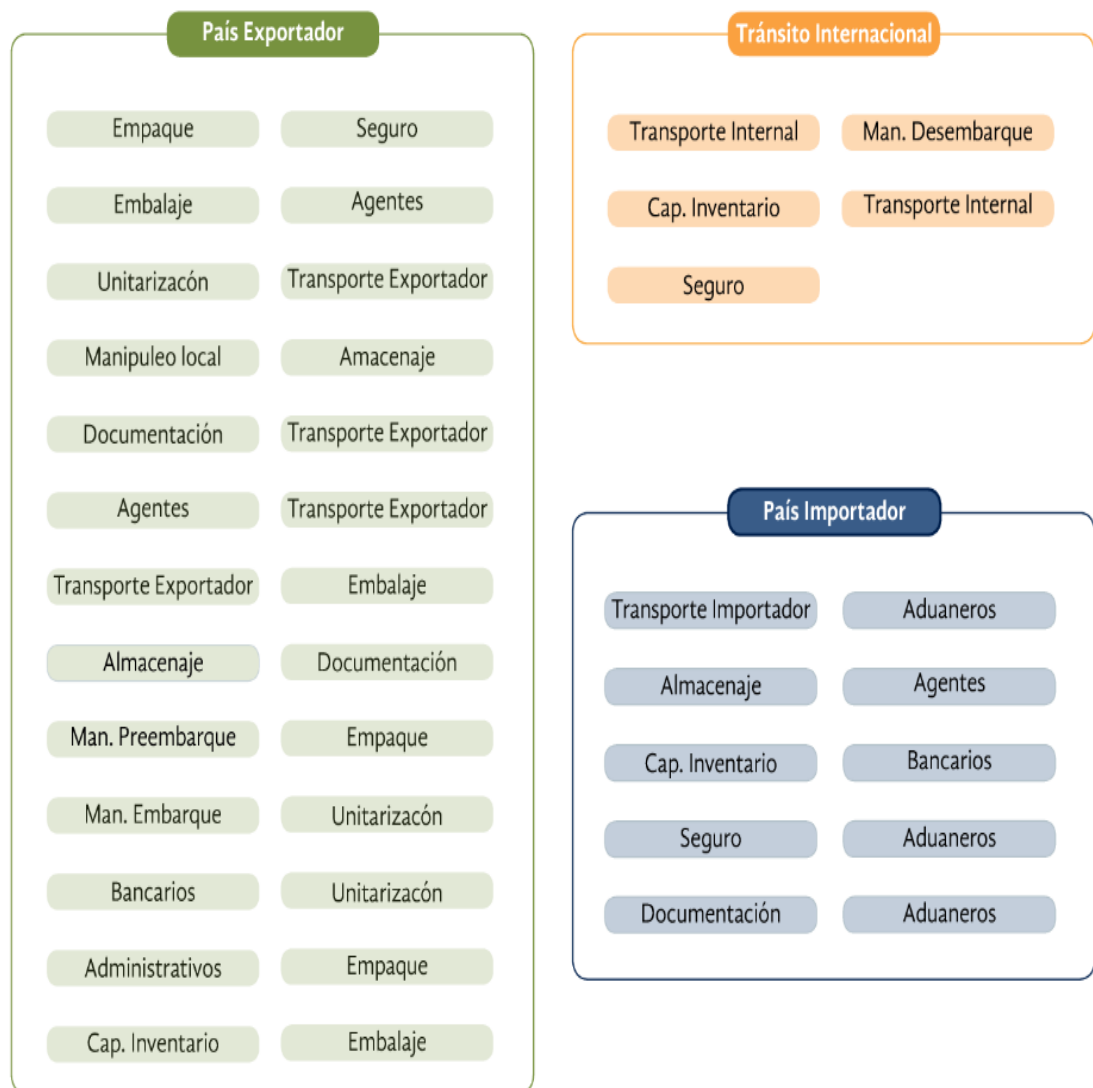 País Exportador
Empaque
Seguro
Embalaje
Agentes
Unitarizacón
Transporte Exportador
Manipuleo local
Amacenaje
Documentación
Transporte Exportador
Agentes
Transporte Exportador
Transporte Exportador
Embalaje
Almacenaje
Documentación
Man. Preembarque
Empaque
Man. Embarque
Unitarizacón
Bancarios
Unitarizacón
Administrativos
Empaque
Cap. Inventario
Embalaje
Tránsito Internacional
Transporte Internal
Man. Desembarque
Cap. Inventario
Transporte Internal
Seguro
País Importador
Transporte Importador
Aduaneros
Almacenaje
Agentes
Cap. Inventario
Bancarios
Seguro
Aduaneros
Documentación
Aduaneros